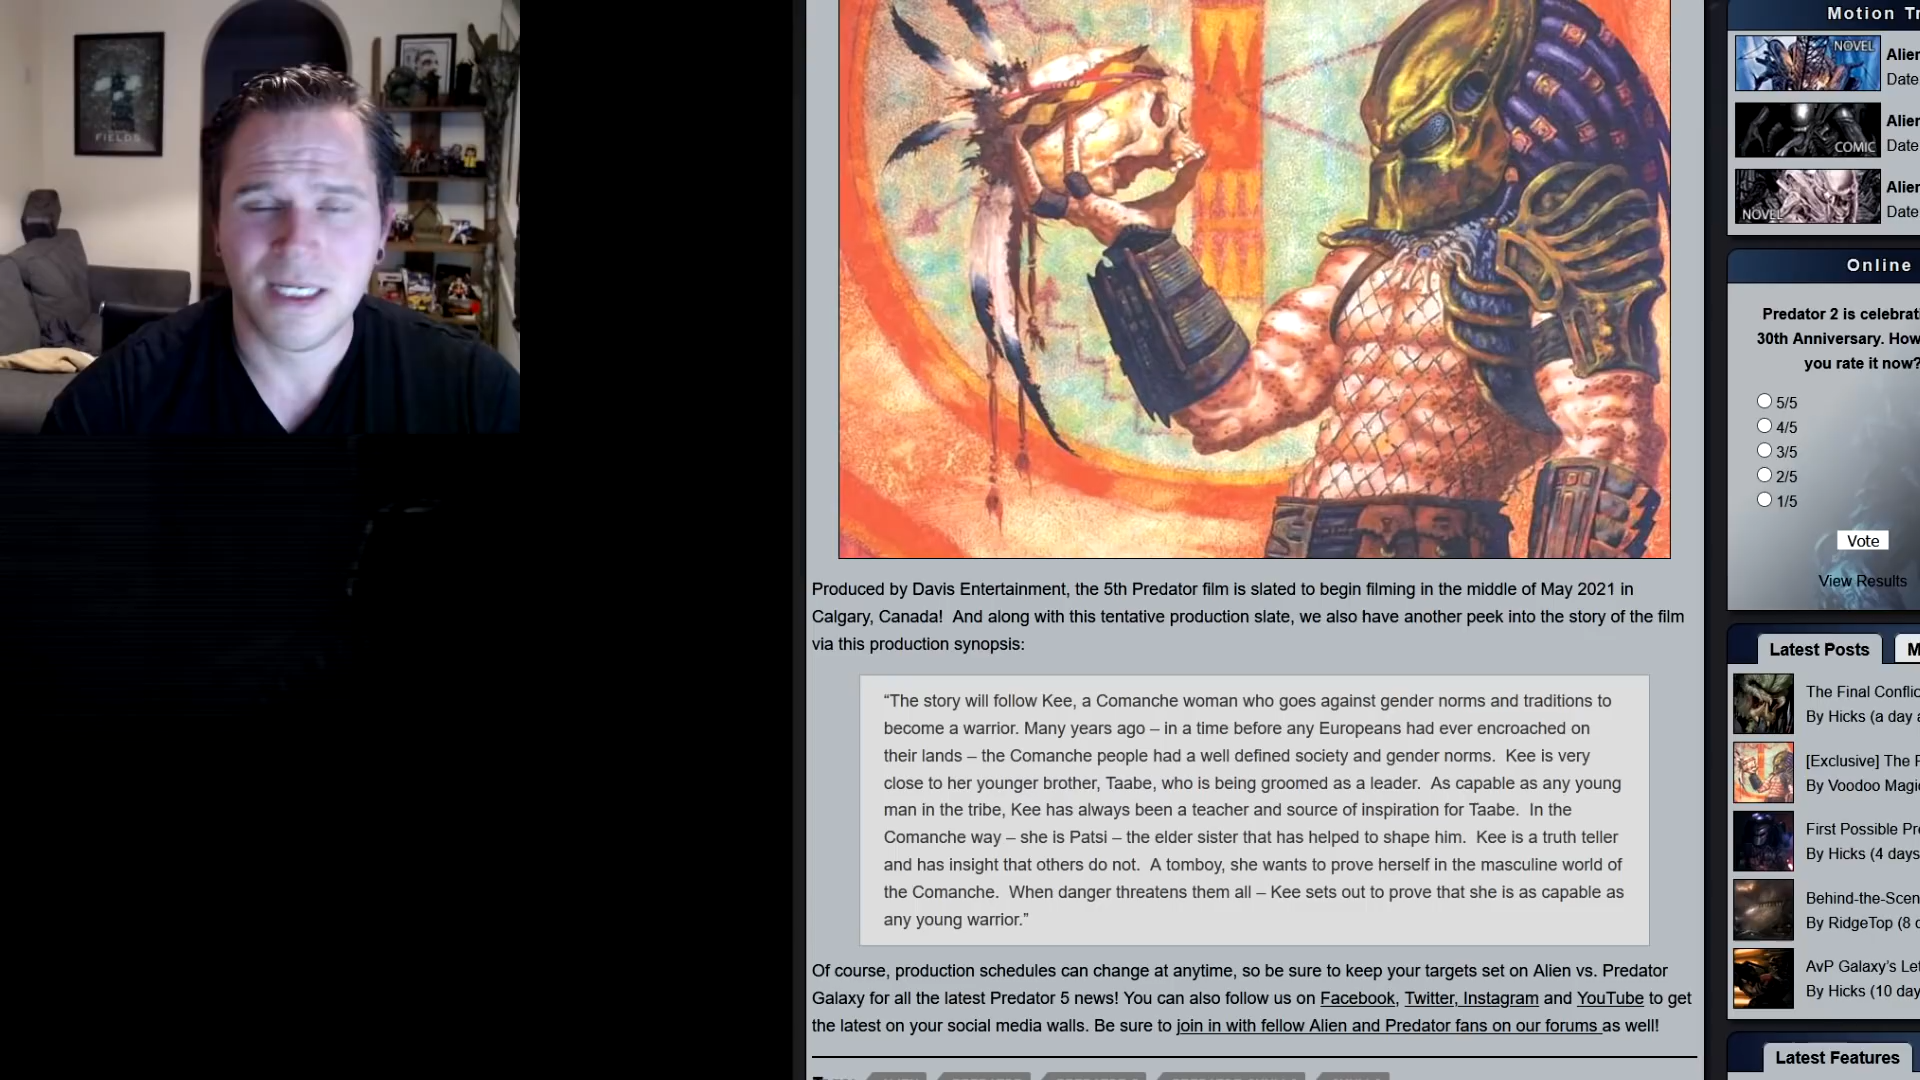 FIELDS
Produced by Davis Entertainment, the 5th Predator film is slated to begin filming in the middle of May 2021 in
Calgary, Canada!  And along with this tentative production slate, we also have another peek into the story of the film
via this production synopsis:
“The story will follow Kee, a Comanche woman who goes against gender norms and traditions to
become a warrior. Many years ago – in a time before any Europeans had ever encroached on
their lands – the Comanche people had a well defined society and gender norms.  Kee is very
close to her younger brother, Taabe, who is being groomed as a leader.  As capable as any young
man in the tribe, Kee has always been a teacher and source of inspiration for Taabe.  In the
Comanche way – she is Patsi – the elder sister that has helped to shape him.  Kee is a truth teller
and has insight that others do not.  A tomboy, she wants to prove herself in the masculine world of
the Comanche.  When danger threatens them all – Kee sets out to prove that she is as capable as
any young warrior.”
Of course, production schedules can change at anytime, so be sure to keep your targets set on Alien vs. Predator
Galaxy for all the latest Predator 5 news! You can also follow us on Facebook, Twitter, Instagram and YouTube to get
the latest on your social media walls. Be sure to join in with fellow Alien and Predator fans on our forums as well!
Motion Tr
NOVEL
Alien
Date
COMIC
Alien
Date
NOVEL
Alien
Date
Online
Predator 2 is celebrati
30th Anniversary. How
you rate it now?
5/5
4/5
3/5
2/5
1/5
Vote
View Results
Latest Posts
M
The Final Conflic
By Hicks (a day a
[Exclusive] The P
By Voodoo Magic
First Possible Pre
By Hicks (4 days
Behind-the-Scen
By RidgeTop (8 d
AvP Galaxy’s Let
By Hicks (10 day
Latest Features